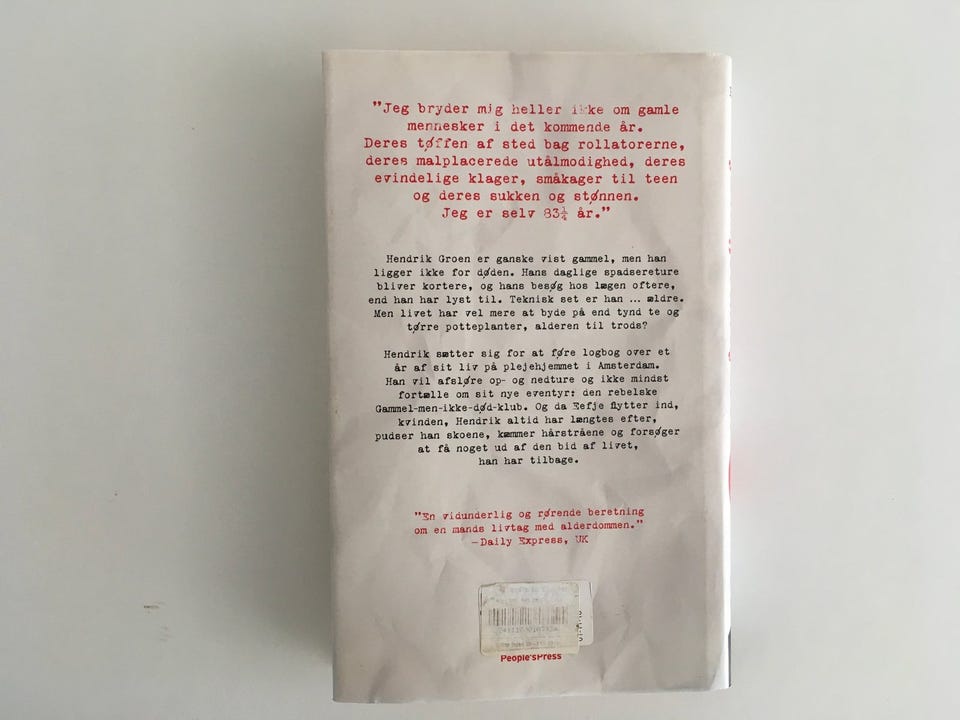 "Jeg bryder mig heller ikke om gamle
mennesker i det kommende år.
Deres tøffen af sted bag rollatorerne,
deres malplacerede utålmodighed, deres
evindelige klager, småkager til teen
og deres sukken og stønnen.
Jeg er selv 83¼ år."
Hendrik Groen er ganske vist gammel, men han
ligger ikke for døden. Hans daglige spadsereture
bliver kortere, og hans besøg hos lægen oftere,
end han har lyst til. Teknisk set er han … ældre.
Men livet har vel mere at byde på end tynd te og
tørre potteplanter, alderen til trods?
Hendrik sætter sig for at føre logbog over et
år af sit liv på plejehjemmet i Amsterdam.
Han vil afsløre op- og nedture og ikke mindst
fortælle om sit nye eventyr: den rebelske
Gammel-men-ikke-død-klub. Og da Eefje flytter ind,
kvinden, Hendrik altid har længtes efter,
pudser han skoene, kæmmer hårstråene og forsøger
at få noget ud af den bid af livet,
han har tilbage.
"En vidunderlig og rørende beretning
om en mands livtag med alderdommen."
—Daily Express, UK
People'sPress